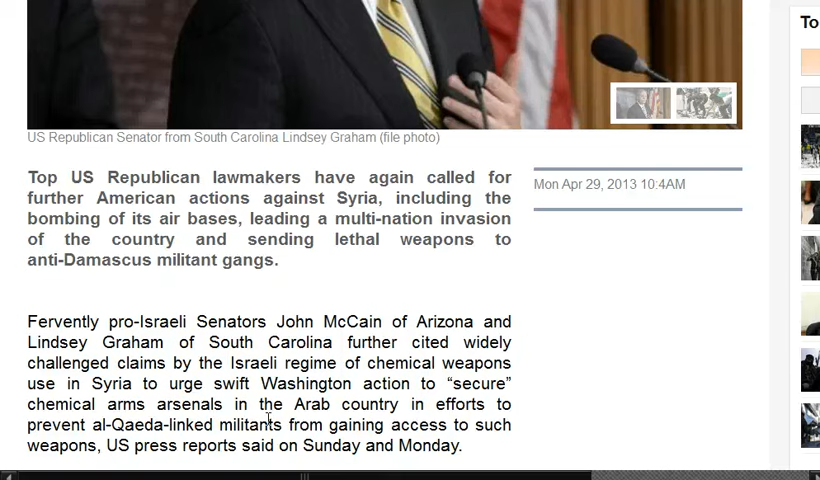 To
US Republican Senator from South Carolina Lindsey Graham (file photo)
Top US Republican lawmakers have again called for
further American actions against Syria, including the
bombing of its air bases, leading a multi-nation invasion
of the country and sending lethal weapons to
anti-Damascus militant gangs.
Mon Apr 29, 2013 10:4AM
Fervently pro-Israeli Senators John McCain of Arizona and
Lindsey Graham of South Carolina further cited widely
challenged claims by the Israeli regime of chemical weapons
use in Syria to urge swift Washington action to “secure”
chemical arms arsenals in the Arab country in efforts to
prevent al-Qaeda-linked militants from gaining access to such
weapons, US press reports said on Sunday and Monday.